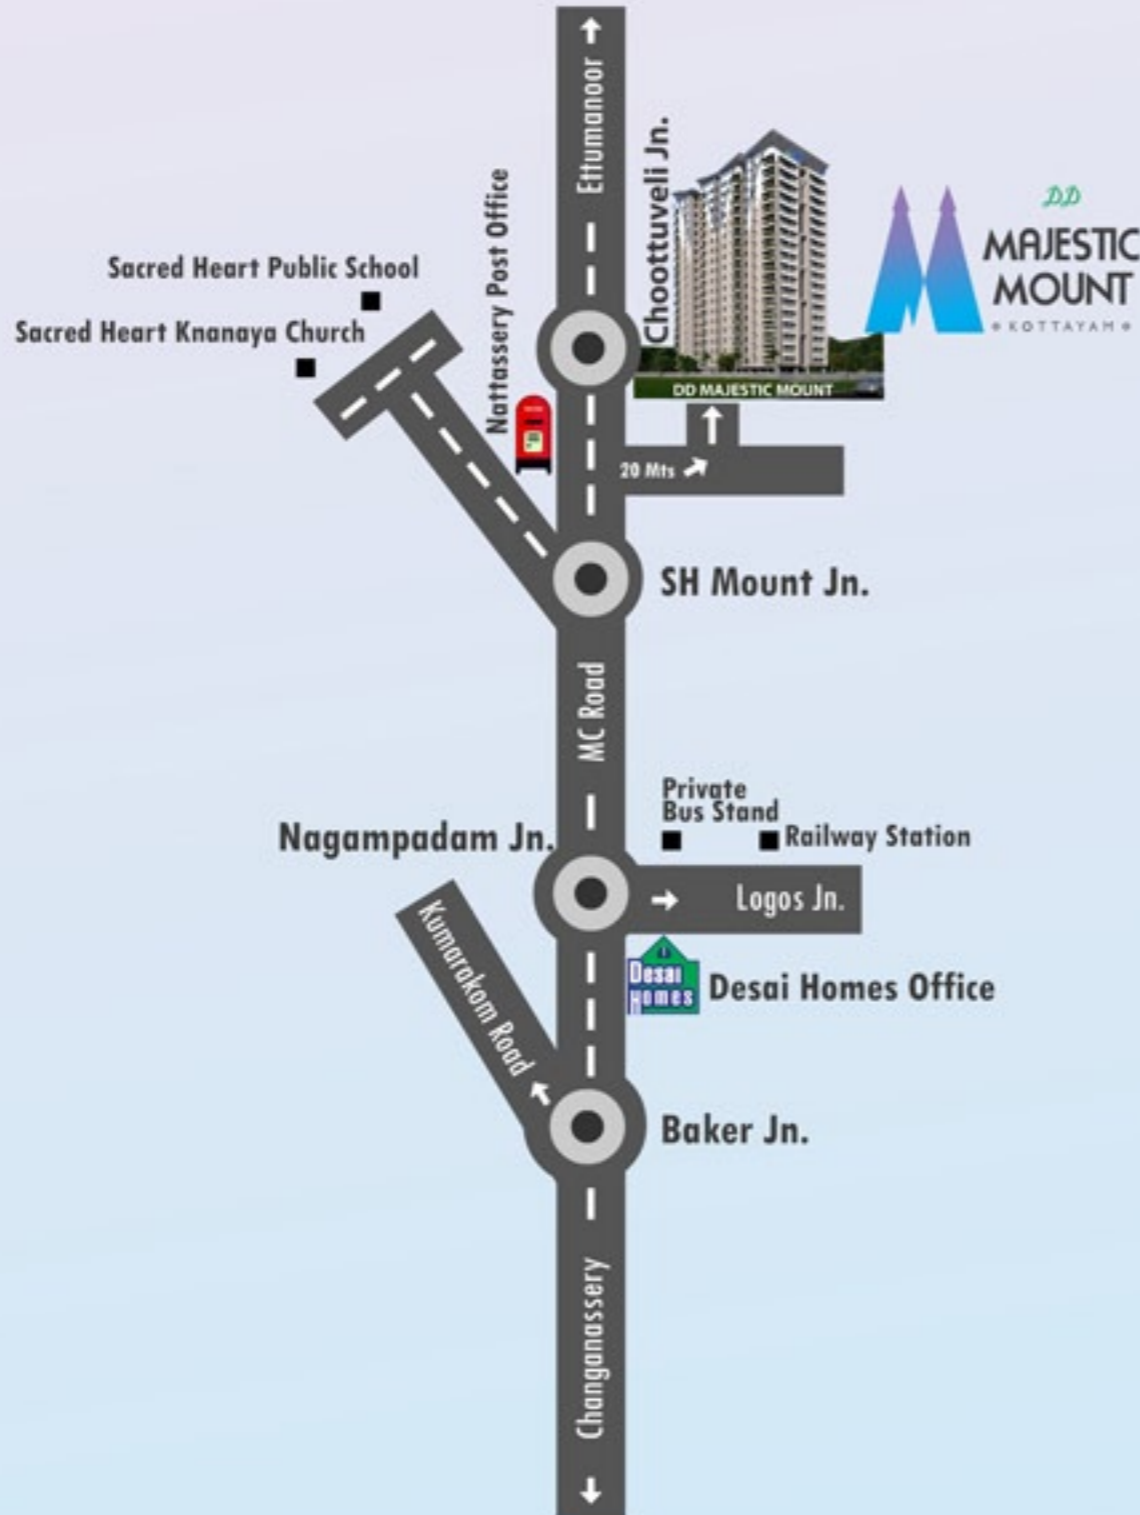 Ettumanoor
Choottuveli Jn.
DD
MAJESTIC
MOUNT
KOTTAYAM
Nattassery Post Office
Sacred Heart Public School
Sacred Heart Knanaya Church
DD MAJESTIC MOUNT
20 Mts
SH Mount Jn.
MC Road
Private
Bus Stand
Railway Station
Nagampadam Jn.
Logos Jn.
Kumarakom Road
Desai
Homes
Desai Homes Office
Baker Jn.
Changanassery